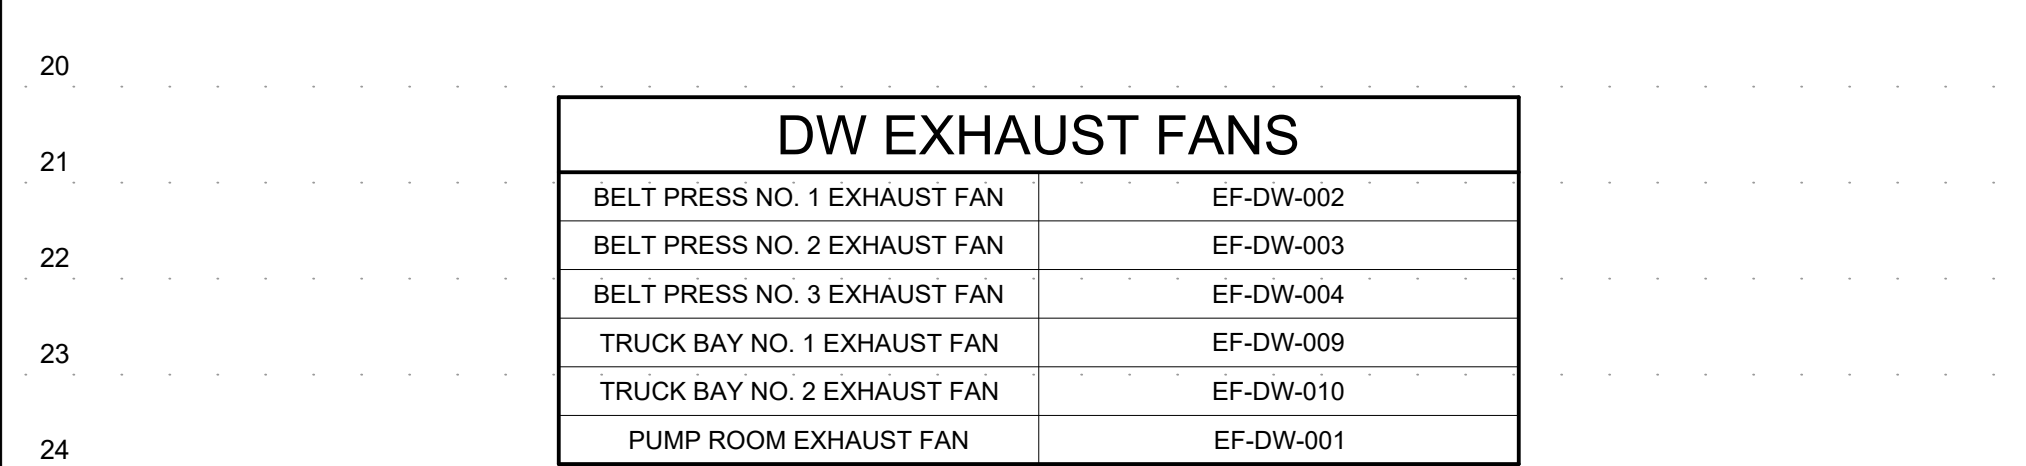 20
DW EXHAUST FANS
21
BELT PRESS NO. 1 EXHAUST FAN EF-DW-002
BELT PRESS NO. 2 EXHAUST FAN EF-DW-003
22
BELT PRESS NO. 3 EXHAUST FAN EF-DW-004
TRUCK BAY NO. 1 EXHAUST FAN EF-DW-009
23
TRUCK BAY NO. 2 EXHAUST FAN EF-DW-010
PUMP ROOM EXHAUST FAN EF-DW-001
24